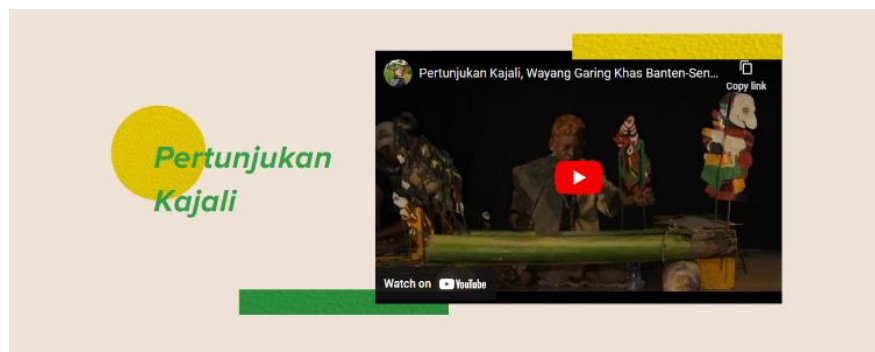 Pertunjukan
Kajali
Pertunjukan Kajali, Wayang Garing Khas Banten-Sen...
Copy link
Watch on YouTube